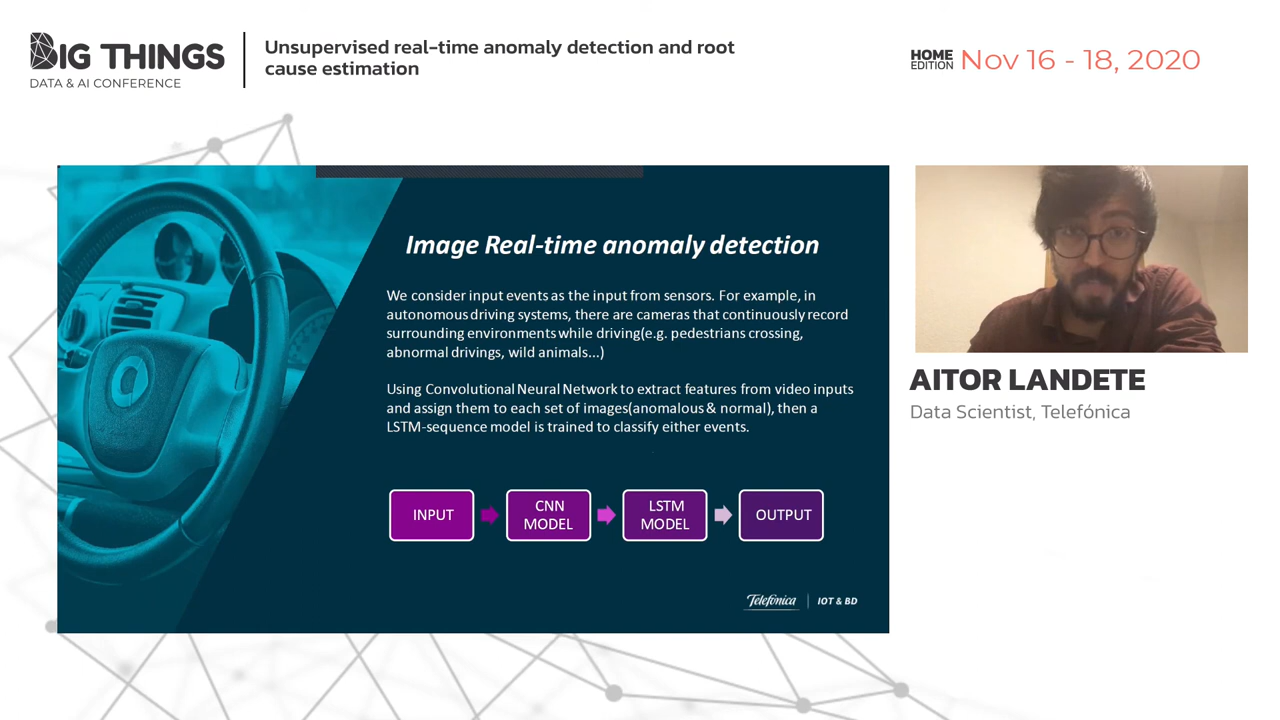 BIG THINGS
DATA & AI CONFERENCE
Unsupervised real-time anomaly detection and root
cause estimation
HOME
EDITION
Nov 16 - 18, 2020
Image Real-time anomaly detection
We consider input events as the input from sensors. For example, in
autonomous driving systems, there are cameras that continuously record
surrounding environments while driving(e.g. pedestrians crossing,
abnormal drivings, wild animals...)
Using Convolutional Neural Network to extract features from video inputs
and assign them to each set of images(anomalous & normal), then a
LSTM-sequence model is trained to classify either events.
INPUT
CNN
MODEL
LSTM
MODEL
OUTPUT
Telefónica
IOT & BD
AITOR LANDETE
Data Scientist, Telefónica